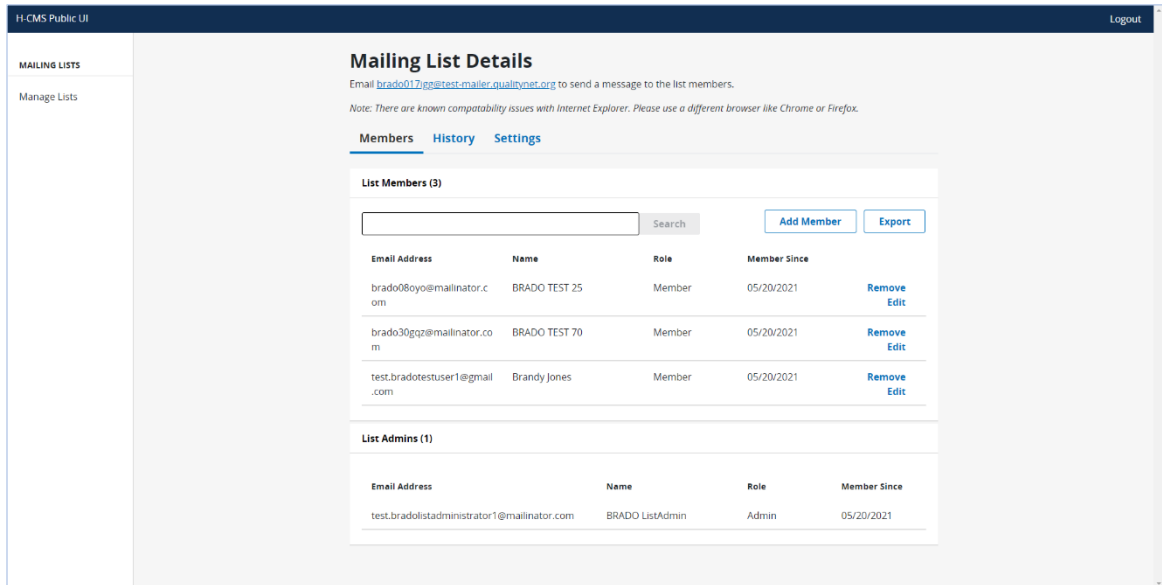 H-CMS Public UI
Logout
MAILING LISTS
Manage Lists
Mailing List Details
Email brado017jgg@test-mailer.qualitynet.org to send a message to the list members.
Note: There are known compatability issues with Internet Explorer. Please use a different browser like Chrome or Firefox.
Members History Settings
List Members (3)
Search Add Member Export
Email Address Name Role Member Since
brado08oyo@mailinator.c BRADO TEST 25 Member 05/20/2021 Remove
om Edit
brado30gqz@mailinator.co BRADO TEST 70 Member 05/20/2021 Remove
m Edit
test.bradotestuser1@gmail Brandy Jones Member 05/20/2021 Remove
.com Edit
List Admins (1)
Email Address Name Role Member Since
test.bradolistadministrator1@mailinator.com BRADO ListAdmin Admin 05/20/2021